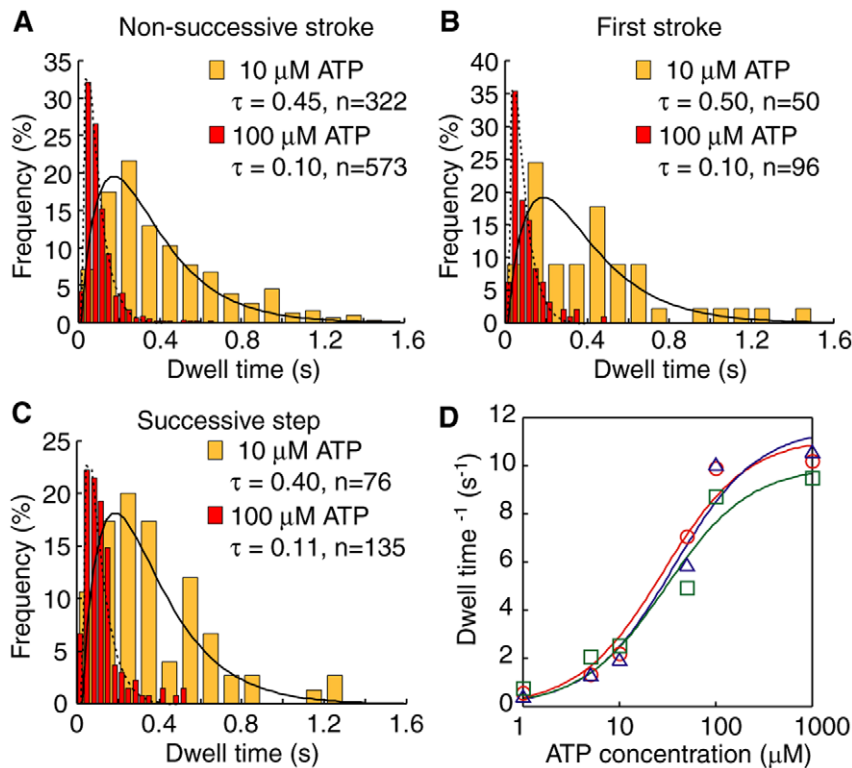 A
Non-successive stroke
35
30
25
20
15
10
5
0
Frequency (%)
10 μM ATP
τ = 0.45, n=322
100 μM ATP
τ = 0.10, n=573
0 0.4 0.8 1.2 1.6
Dwell time (s)
B
First stroke
40
35
30
25
20
15
10
5
0
Frequency (%)
10 μM ATP
τ = 0.50, n=50
100 μM ATP
τ = 0.10, n=96
0 0.4 0.8 1.2 1.6
Dwell time (s)
C
Successive step
25
20
15
10
5
0
Frequency (%)
10 μM ATP
τ = 0.40, n=76
100 μM ATP
τ = 0.11, n=135
0 0.4 0.8 1.2 1.6
Dwell time (s)
D
12
10
8
6
4
2
0
Dwell time -1 (s-1)
1 10 100 1000
ATP concentration (μM)